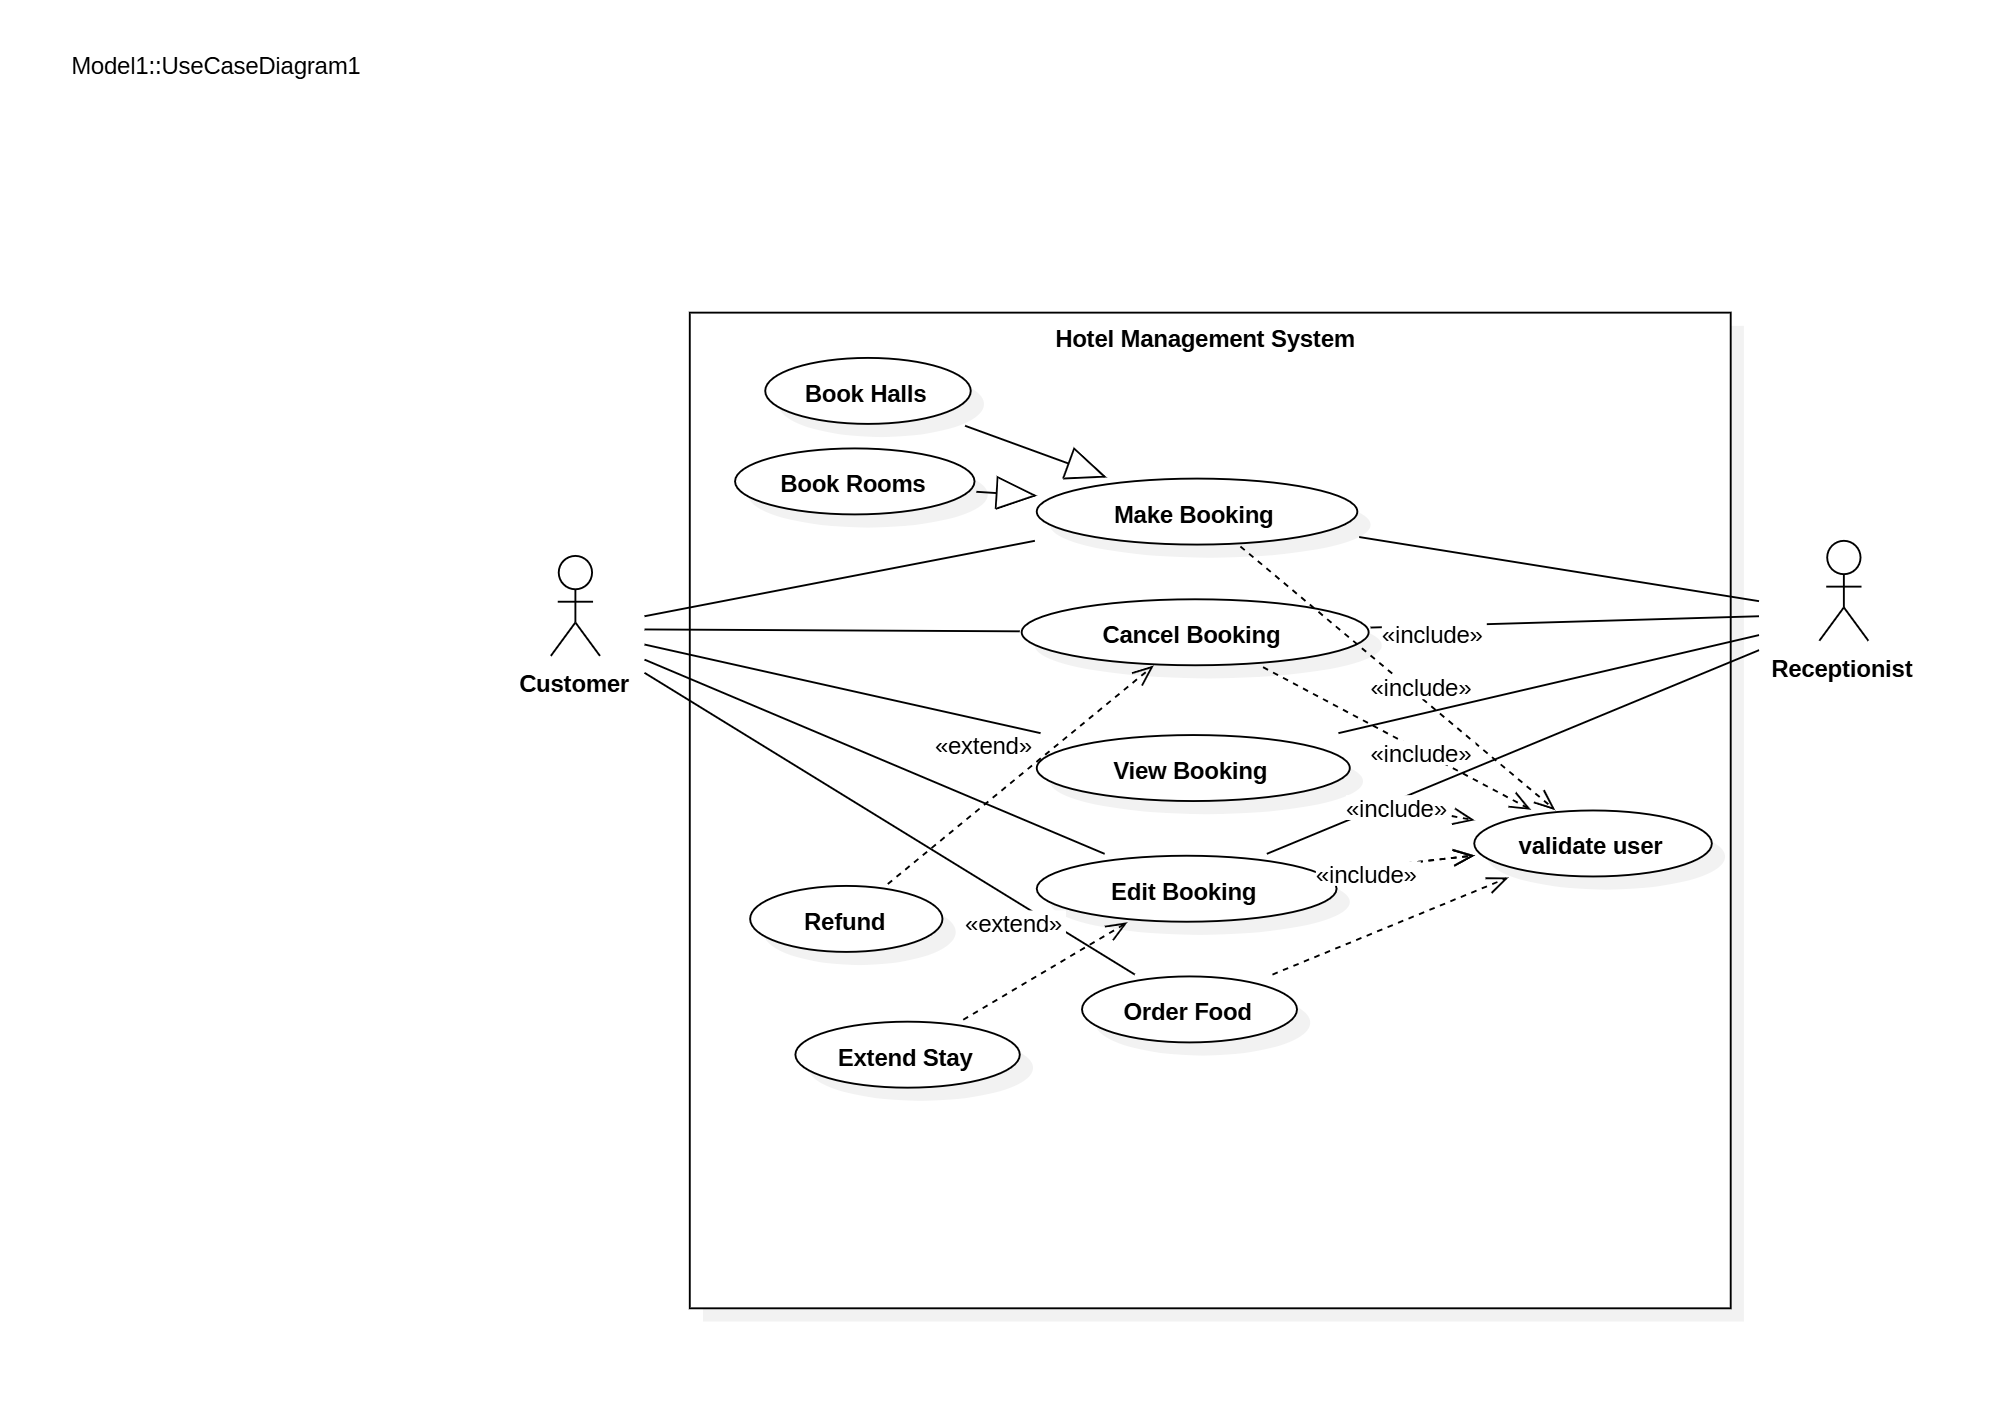 Model1::UseCaseDiagram1
Hotel Management System
Book Halls
Book Rooms
Make Booking
Cancel Booking
«include»
Customer
Receptionist
«include»
«extend»
«include»
View Booking
«include»
validate user
«include»
Edit Booking
Refund
«extend»
Order Food
Extend Stay